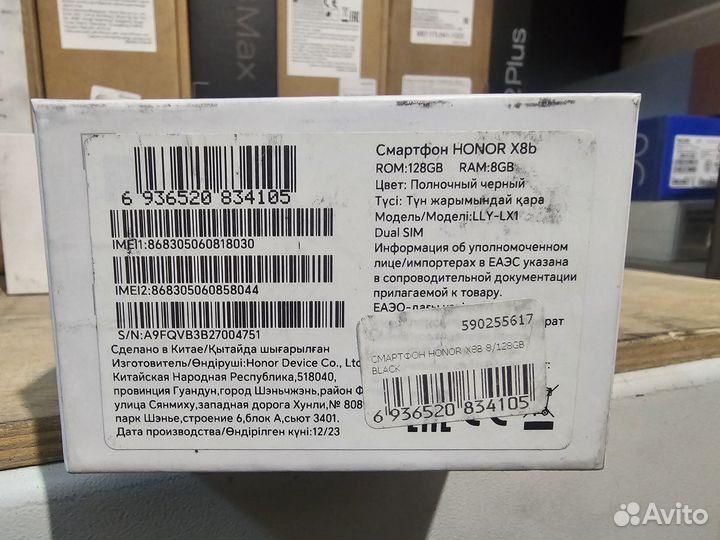 Max
Plus
6 936520 834105
IMEI1:868305060818030
IMEI2:868305060858044
S/N:A9FQVB3B27004751
Сделано в Китае/Қытайда шығарылған
Изготовитель/Өндіруші:Honor Device Co., Ltd
Китайская Народная Республика,518040,
провинция Гуандун,город Шэньчжэнь,район Ф
улица Сянмиху,западная дорога Хунли,№ 808
парк Шэнье,строение 6,блок А,сьют 3401.
Дата производства/Өндірілген күні:12/23
Смартфон HONOR X8b
ROM:128GB RAM:8GB
Цвет: Полночный черный
Түсі: Түн жарымындай қара
Модель/Моделі:LLY-LX1
Dual SIM
Информация об уполномоченном
лице/импортерах в ЕАЭС указана
в сопроводительной документации
прилагаемой к товару.
рат
590255617
СМАРТФОН HONOR X8B 8/128GB
BLACK
6 936520 834105
Avito